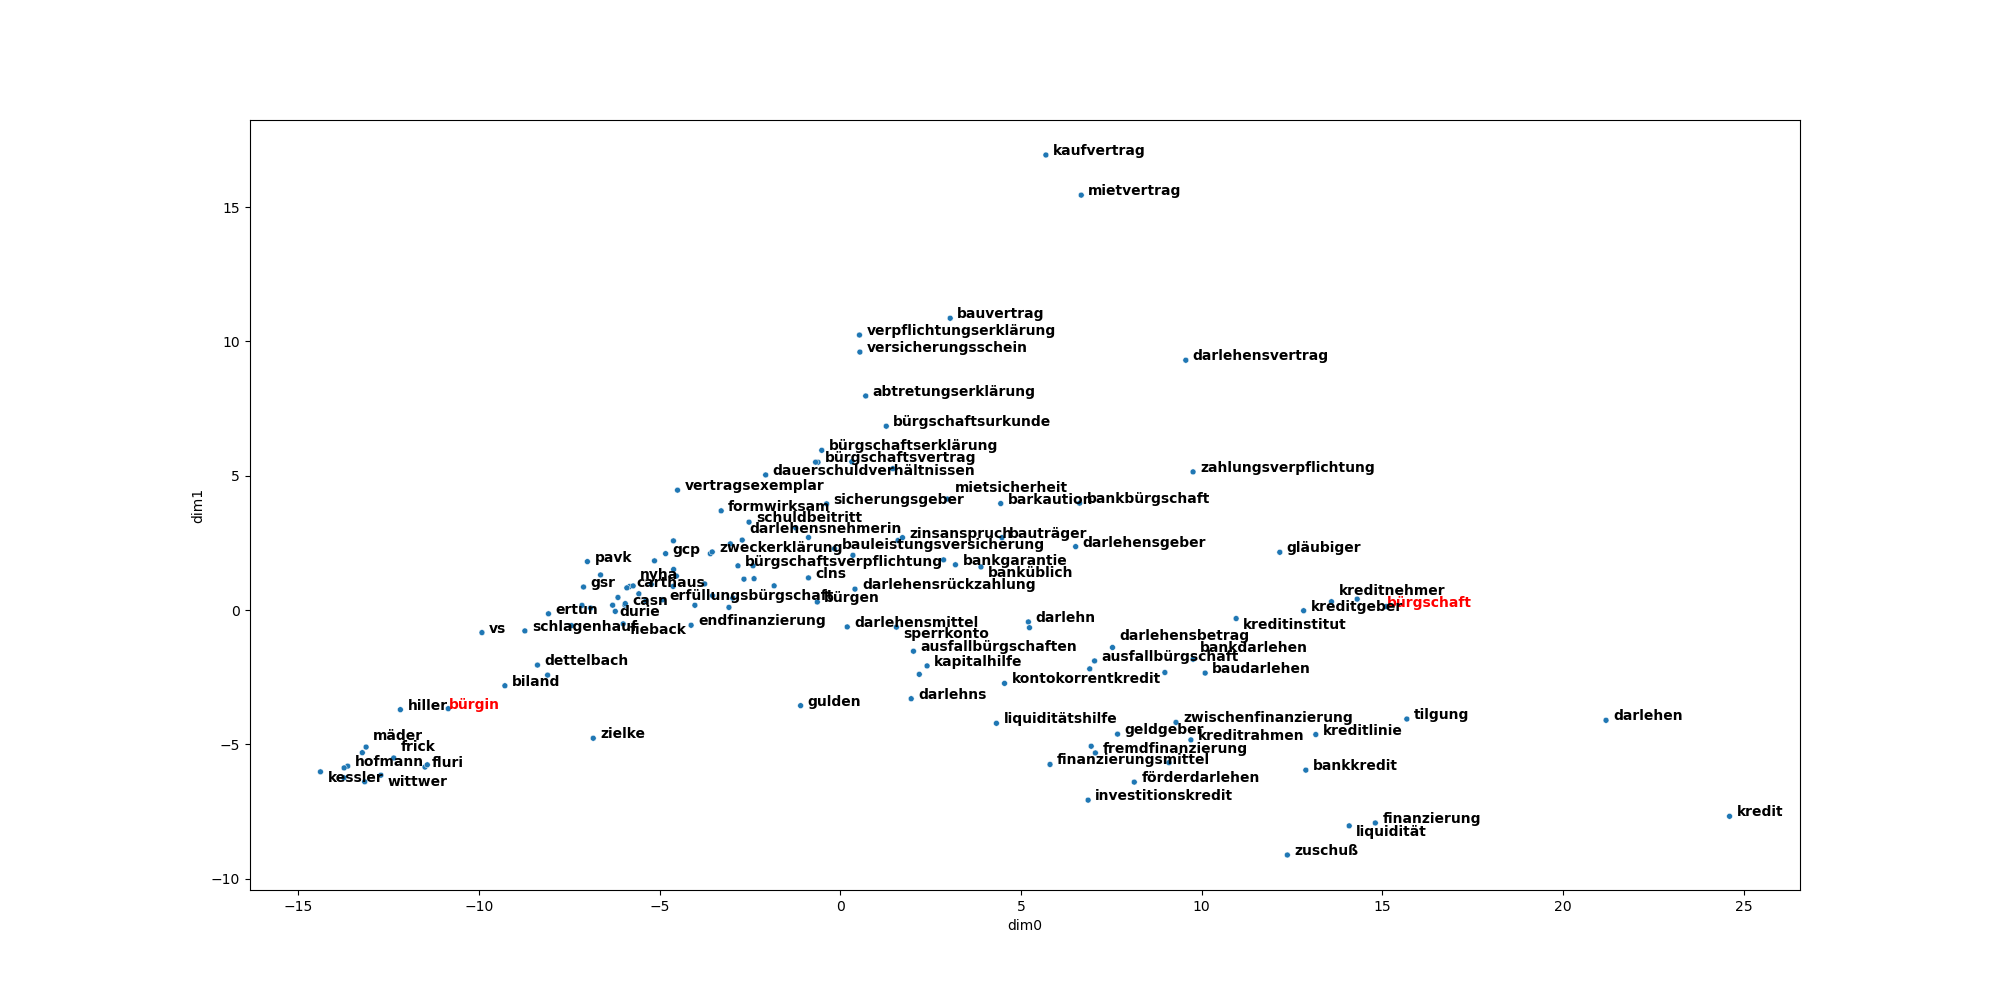 kaufvertrag
mietvertrag
15
bauvertrag
verpflichtungserklärung
10
versicherungsschein
darlehensvertrag
abtretungserklärung
bürgschaftsurkunde
bürgschaftserklärung
bürgschaftsvertrag
zahlungsverpflichtung
dauerschuldverhältnissen
5
vertragsexemplar
mietsicherheit
sicherungsgeber
barkaution
bankbürgschaft
formwirksam
dim1
schuldbeitritt
darlehensnehmerin
zinsanspruch
bauträger
darlehensgeber
bauleistungsversicherung
zweckerklärung
gläubiger
gcp
pavk
bürgschaftsverpflichtung
bankgarantie
banküblich
clns
nyha
gsr
carthaus
darlehensrückzahlung
kreditnehmer
erfüllungsbürgschaft
bürgen
casn
bürgschaft
kreditgeber
0
ertun
durie
darlehn
endfinanzierung
darlehensmittel
kreditinstitut
vs
schlagenhauf
fieback
sperrkonto
darlehensbetrag
ausfallbürgschaften
bankdarlehen
dettelbach
kapitalhilfe
ausfallbürgschaft
baudarlehen
biland
kontokorrentkredit
darlehns
gulden
hiller
bürgin
tilgung
darlehen
liquiditätshilfe
zwischenfinanzierung
geldgeber
kreditlinie
zielke
mäder
kreditrahmen
−5
frick
fremdfinanzierung
hofmann
fluri
finanzierungsmittel
bankkredit
kessler
wittwer
förderdarlehen
investitionskredit
kredit
finanzierung
liquidität
zuschuß
−10
−15
−10
−5
0
5
10
15
20
25
dim0